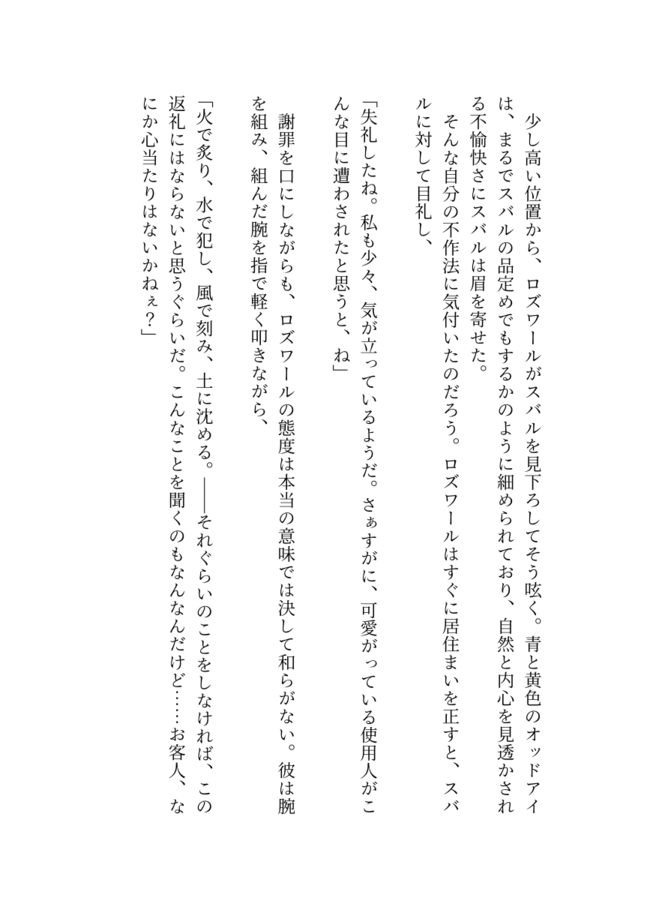 少し高い位置から、ロズワールがスバルを見下ろしてそう呟く。青と黄色のオッドアイ
は、まるでスバルの品定めでもするかのように細められており、自然と内心を見透かされ
る不愉快さにスバルは眉を寄せた。
　そんな自分の不作法に気付いたのだろう。ロズワールはすぐに居住まいを正すと、スバ
ルに対して目礼し、
「失礼したね。私も少々、気が立っているようだ。さぁすがに、可愛がっている使用人がこ
んな目に遭わされたと思うと、ね」
　謝罪を口にしながらも、ロズワールの態度は本当の意味では決して和らがない。彼は腕
を組み、組んだ腕を指で軽く叩きながら、
「火で炙り、水で犯し、風で刻み、土に沈める。――それぐらいのことをしなければ、この
返礼にはならないと思うぐらいだ。こんなことを聞くのもなんなんだけど……お客人、な
にか心当たりはないかねぇ？」